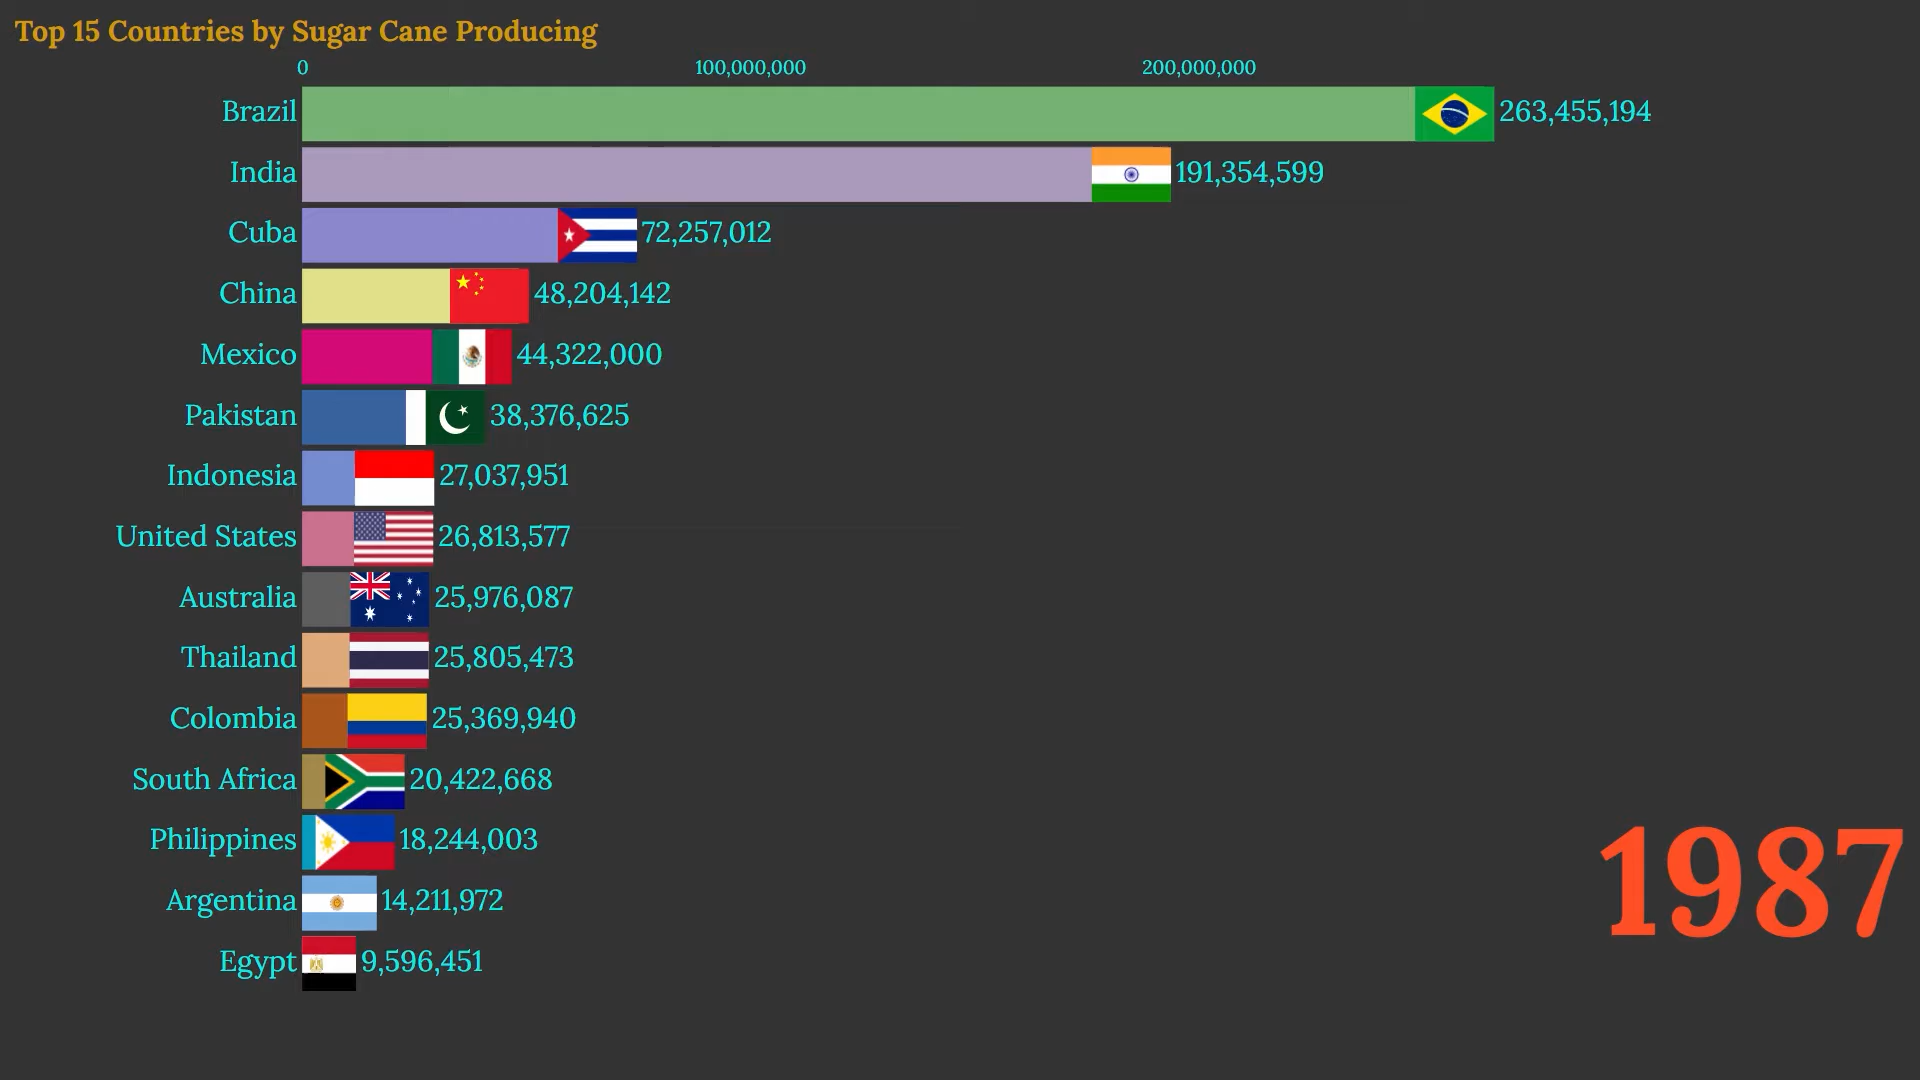 Top 15 Countries by Sugar Cane Producing
0 100,000,000 200,000,000
Brazil 263,455,194
India 191,354,599
Cuba 72,257,012
China 48,204,142
Mexico 44,322,000
Pakistan 38,376,625
Indonesia 27,037,951
United States 26,813,577
Australia 25,976,087
Thailand 25,805,473
Colombia 25,369,940
South Africa 20,422,668
Philippines 18,244,003
Argentina 14,211,972
Egypt 9,596,451
1987